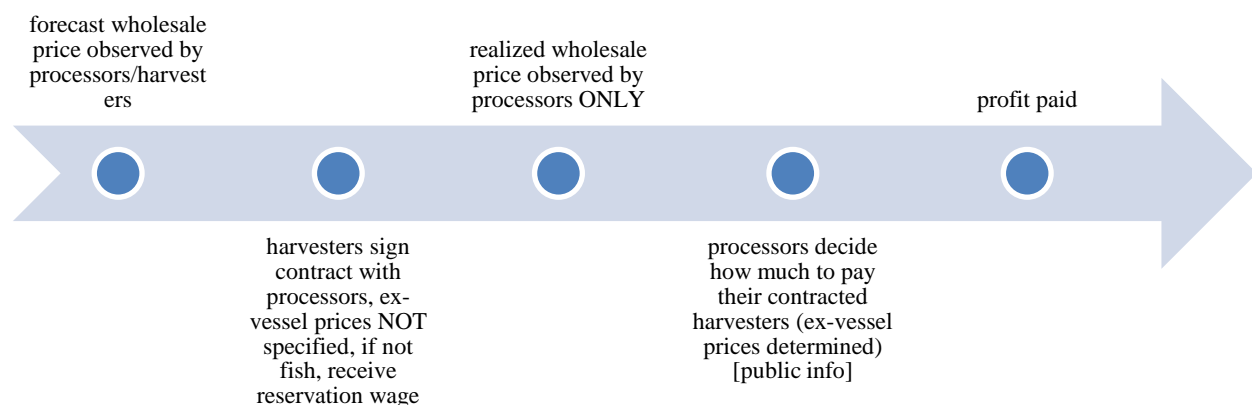 forecast wholesale
price observed by
processors/harvest
ers
harvesters sign
contract with
processors, ex-
vessel prices NOT
specified, if not
fish, receive
reservation wage
realized wholesale
price observed by
processors ONLY
processors decide
how much to pay
their contracted
harvesters (ex-vessel
prices determined)
[public info]
profit paid